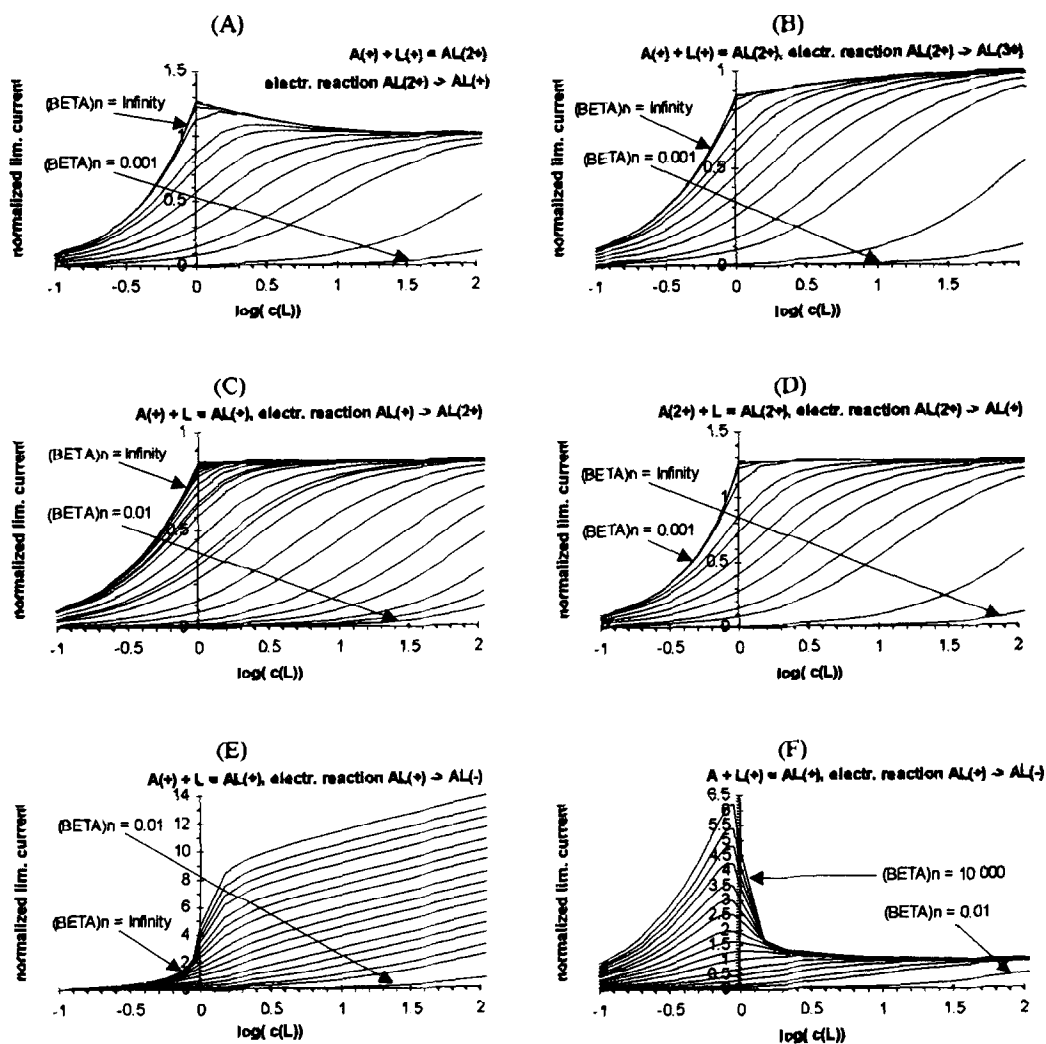 (A)
A(+) + L(+) = AL(2+)
electr. reaction AL(2+) -> AL(+)
normalized lim. current
(BETA)n = Infinity
(BETA)n = 0.001
1.5
1
0.5
0
-1 -0.5 0 0.5 1 1.5 2
log( c(L))
(B)
A(+) + L(+) = AL(2+), electr. reaction AL(2+) -> AL(3+)
normalized lim. current
(BETA)n = Infinity
(BETA)n = 0.001
1
0.5
0
-1 -0.5 0 0.5 1 1.5 2
log( c(L))
(C)
A(+) + L = AL(+), electr. reaction AL(+) -> AL(2+)
normalized lim. current
(BETA)n = Infinity
(BETA)n = 0.01
1
0.5
0
-1 -0.5 0 0.5 1 1.5 2
log( c(L))
(D)
A(2+) + L = AL(2+), electr. reaction AL(2+) -> AL(+)
normalized lim. current
(BETA)n = Infinity
(BETA)n = 0.001
1.5
1
0.5
0
-1 -0.5 0 0.5 1 1.5 2
log( c(L))
(E)
A(+) + L = AL(+), electr. reaction AL(+) -> AL(-)
normalized lim. current
(BETA)n = 0.01
(BETA)n = Infinity
14
12
10
8
6
4
2
0
-1 -0.5 0 0.5 1 1.5 2
log( c(L))
(F)
A + L(+) = AL(+), electr. reaction AL(+) -> AL(-)
normalized lim. current
(BETA)n = 10 000
(BETA)n = 0.01
6.5
5.5
5
4.5
3.5
3
2.5
2
1.5
1
0.5
0
-1 -0.5 0 0.5 1 1.5 2
log( c(L))